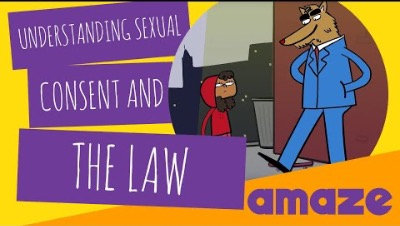 UNDERSTANDING SEXUAL
CONSENT AND
THE LAW
amaze